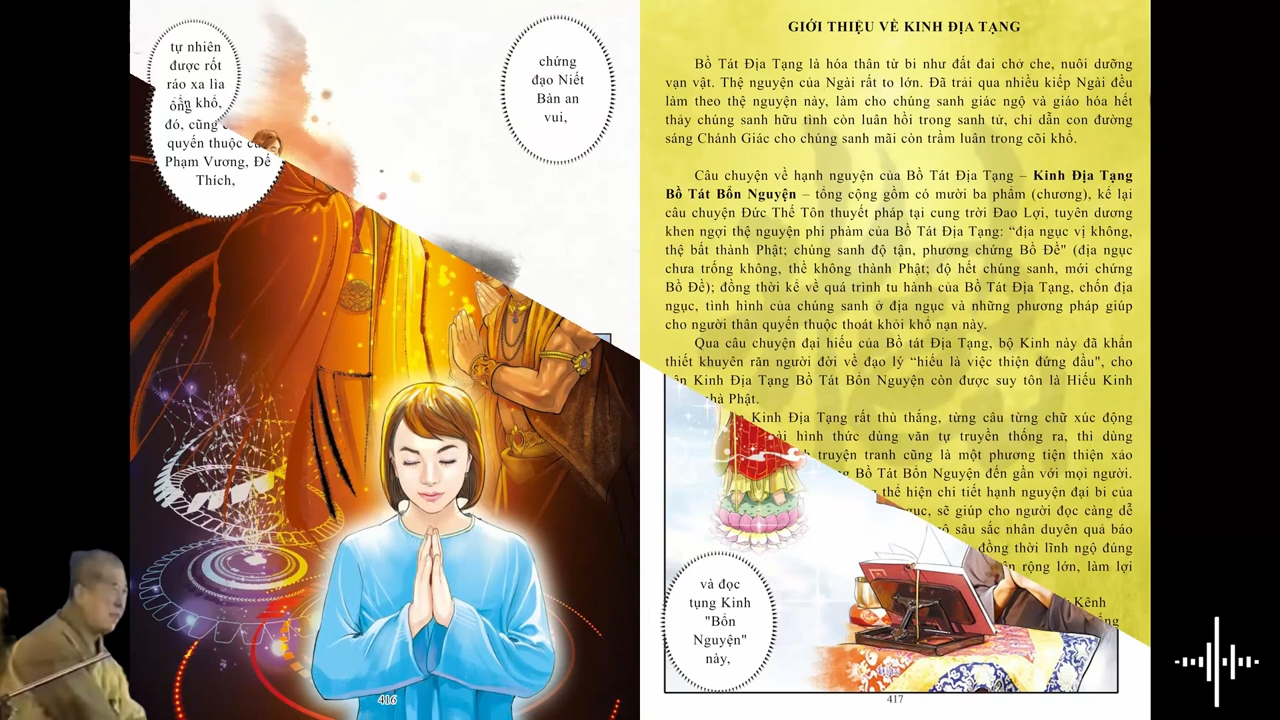 tự nhiên
được rốt
ráo xa lìa
khổ,
đó, cũng
quyến thuộc
Phạm Vương, Đế
Thích,
chứng
đạo Niết
Bàn an
vui,
416
GIỚI THIỆU VỀ KINH ĐỊA TẠNG
Bồ Tát Địa Tạng là hóa thân từ bi như đất đai chở che, nuôi dưỡng
vạn vật. Thệ nguyện của Ngài rất to lớn. Đã trải qua nhiều kiếp Ngài đều
làm theo thệ nguyện này, làm cho chúng sanh giác ngộ và giáo hóa hết
thảy chúng sanh hữu tình còn luân hồi trong sanh tử, chỉ dẫn con đường
sáng Chánh Giác cho chúng sanh mãi còn trầm luân trong cõi khổ.
Câu chuyện về hạnh nguyện của Bồ Tát Địa Tạng – Kinh Địa Tạng
Bồ Tát Bổn Nguyện – tổng cộng gồm có mười ba phẩm (chương), kể lại
câu chuyện Đức Thế Tôn thuyết pháp tại cung trời Đao Lợi, tuyên dương
khen ngợi thệ nguyện phi phàm của Bồ Tát Địa Tạng: “địa ngục vị không,
thệ bất thành Phật; chúng sanh độ tận, phương chứng Bồ Đề" (địa ngục
chưa trống không, thề không thành Phật; độ hết chúng sanh, mới chứng
Bồ Đề); đồng thời kể về quá trình tu hành của Bồ Tát Địa Tạng, chốn địa
ngục, tình hình của chúng sanh ở địa ngục và những phương pháp giúp
cho người thân quyến thuộc thoát khỏi khổ nạn này.
Qua câu chuyện đại hiếu của Bồ tát Địa Tạng, bộ Kinh này đã khẩn
thiết khuyên răn người đời về đạo lý “hiếu là việc thiện đứng đầu", cho
Kinh Địa Tạng Bồ Tát Bổn Nguyện còn được suy tôn là Hiếu Kinh
Phật.
Kinh Địa Tạng rất thù thắng, từng câu từng chữ xúc động
hình thức dùng văn tự truyền thống ra, thì dùng
truyện tranh cũng là một phương tiện thiện xảo
Bồ Tát Bổn Nguyện đến gần với mọi người.
thể hiện chi tiết hạnh nguyện đại bi của
sẽ giúp cho người đọc càng dễ
sâu sắc nhân duyên quả báo
đồng thời lĩnh ngộ đúng
rộng lớn, làm lợi
Kênh
và đọc
tụng Kinh
"Bổn
Nguyện"
này,
417